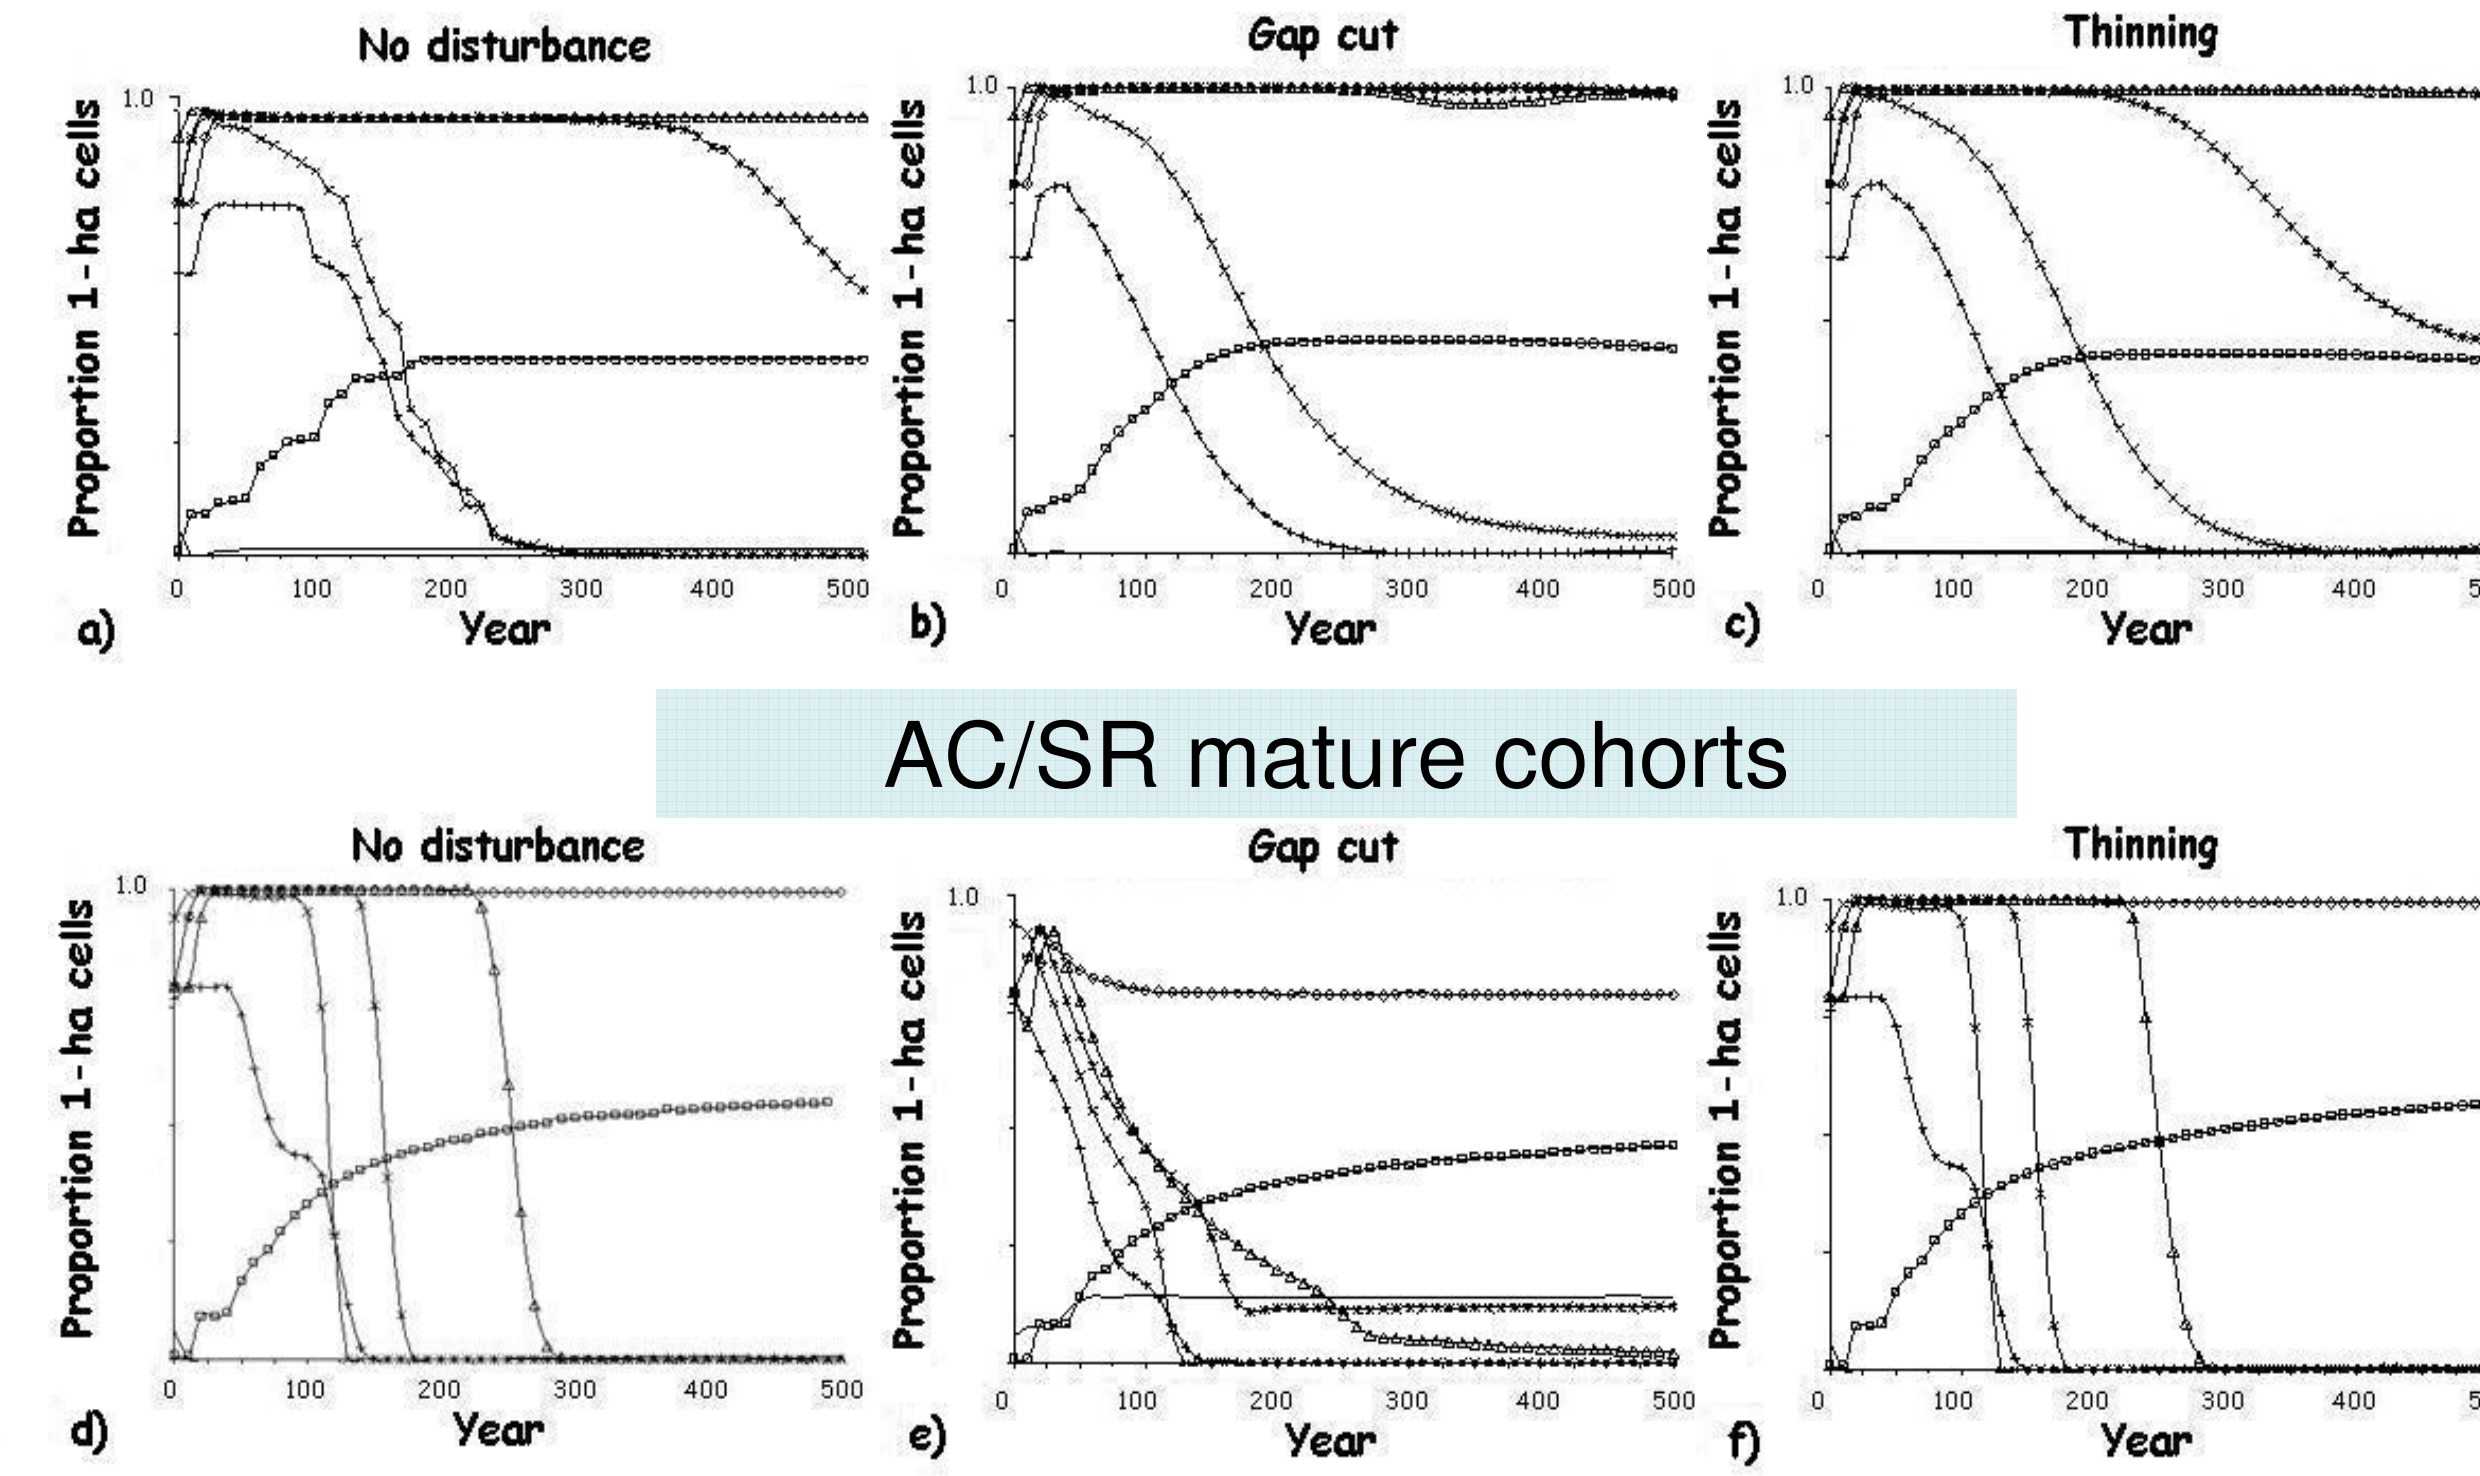 No disturbance
Gap cut
Thinning
1.0
1.0
1.0
Proportion 1-ha cells
Proportion 1-ha cells
Proportion 1-ha cells
0 100 200 300 400 500
0 100 200 300 400 500
0 100 200 300 400 5
a) Year
b) Year
c) Year
AC/SR mature cohorts
No disturbance
Gap cut
Thinning
1.0
1.0
1.0
Proportion 1-ha cells
Proportion 1-ha cells
Proportion 1-ha cells
0 100 200 300 400 500
0 100 200 300 400 500
0 100 200 300 400 5
d) Year
e) Year
f) Year